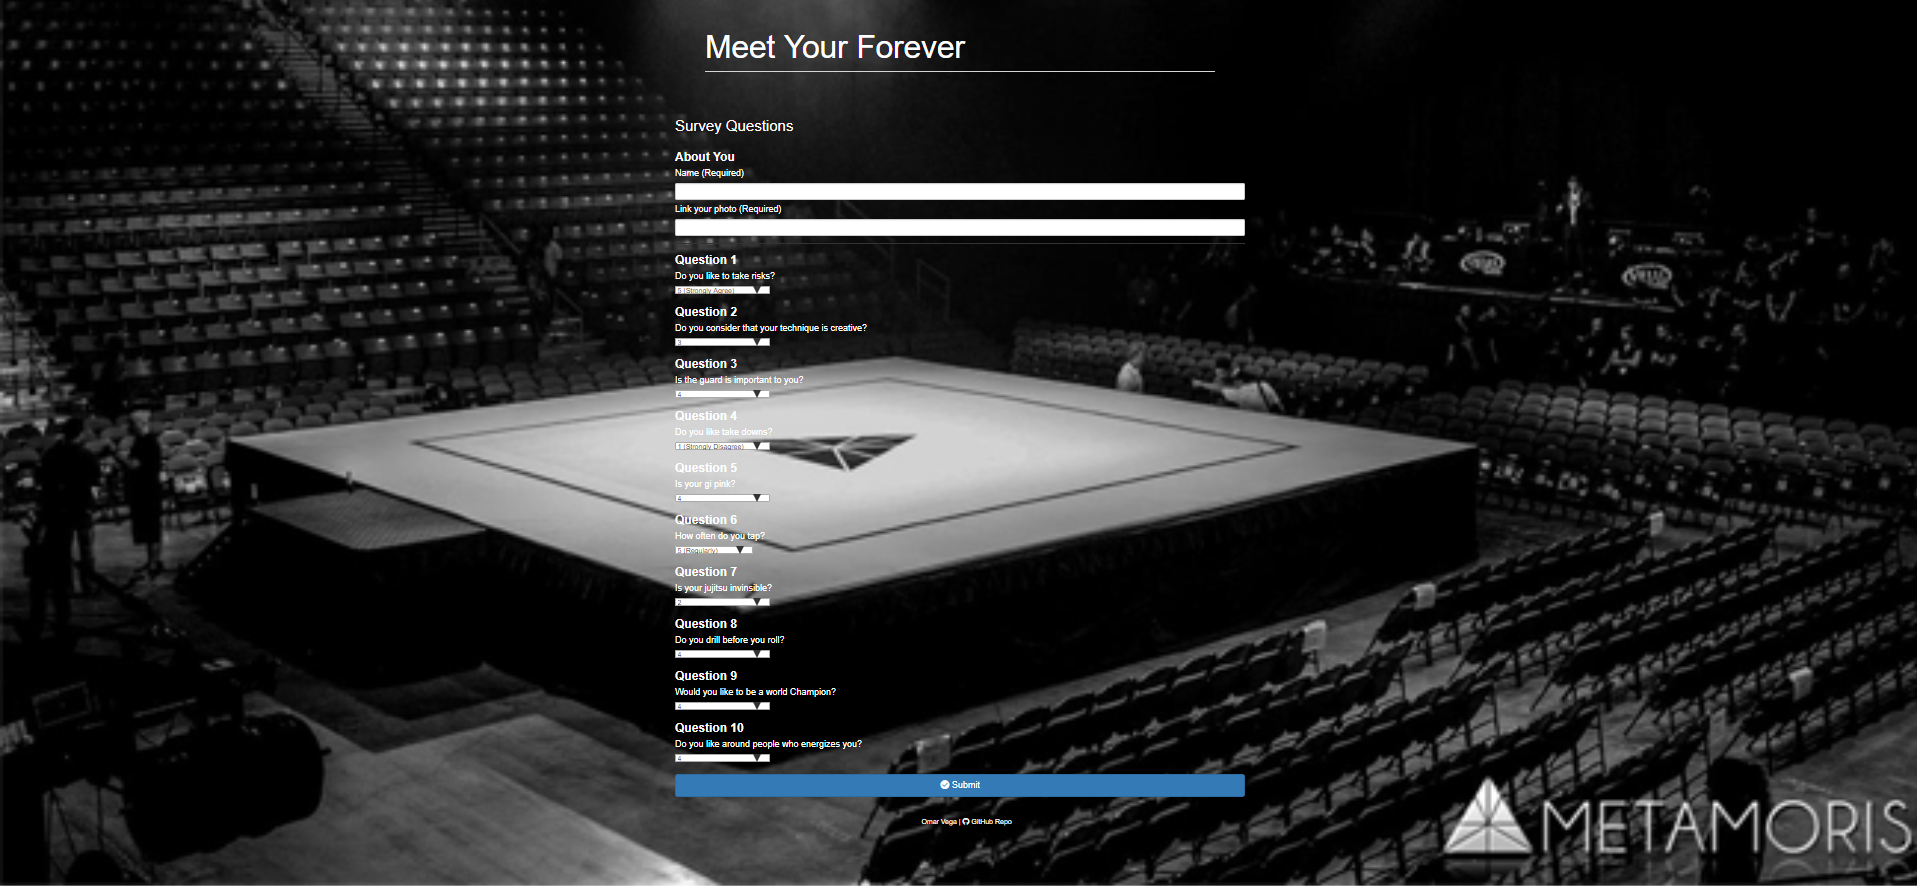 Meet Your Forever
Survey Questions
About You
Name (Required)
Link your photo (Required)
Question 1
Do you like to take risks?
5 (Strongly Agree)
Question 2
Do you consider that your technique is creative?
3
Question 3
Is the guard is important to you?
4
Question 4
Do you like take downs?
1 (Strongly Disagree)
Question 5
Is your gi pink?
4
Question 6
How often do you tap?
5 (Regularly)
Question 7
Is your jujitsu invinsible?
2
Question 8
Do you drill before you roll?
4
Question 9
Would you like to be a world Champion?
4
Question 10
Do you like around people who energizes you?
4
Submit
Omar Vega | GitHub Repo
METAMORIS